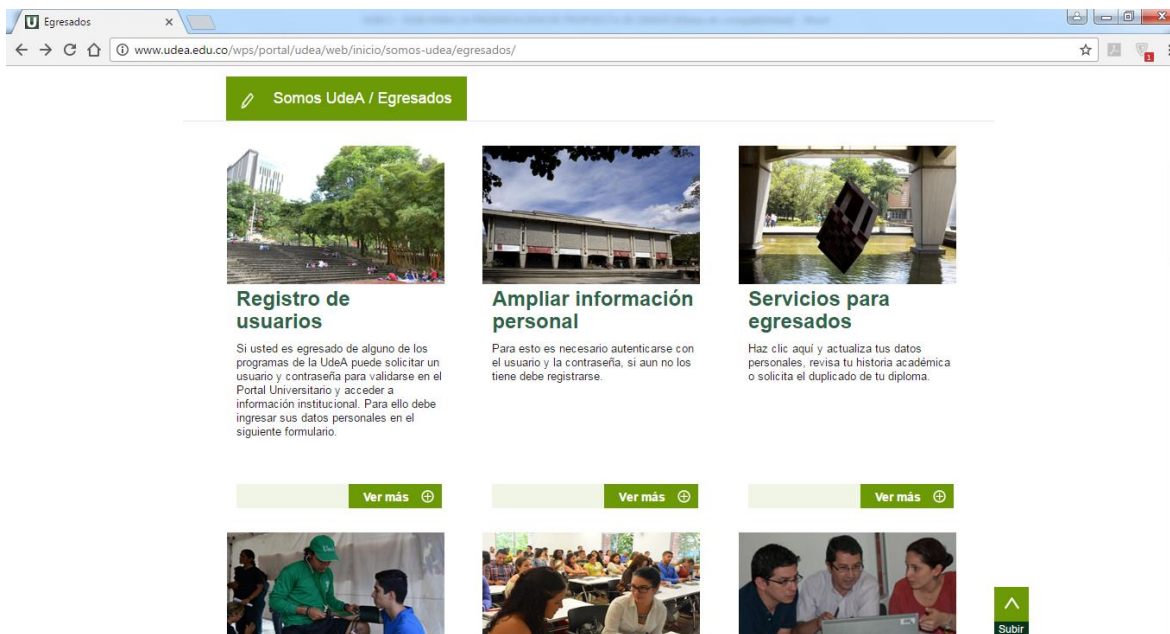 Egresados
www.udea.edu.co/wps/portal/udea/web/inicio/somos-udea/egresados/
1
Somos UdeA / Egresados
Registro de
usuarios
Si usted es egresado de alguno de los
programas de la UdeA puede solicitar un
usuario y contraseña para validarse en el
Portal Universitario y acceder a
información institucional. Para ello debe
ingresar sus datos personales en el
siguiente formulario.
Ver más
Ampliar información
personal
Para esto es necesario autenticarse con
el usuario y la contraseña, si aun no los
tiene debe registrarse.
Ver más
Servicios para
egresados
Haz clic aquí y actualiza tus datos
personales, revisa tu historia académica
o solicita el duplicado de tu diploma.
Ver más
Subir